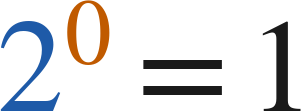 2⁰ = 1